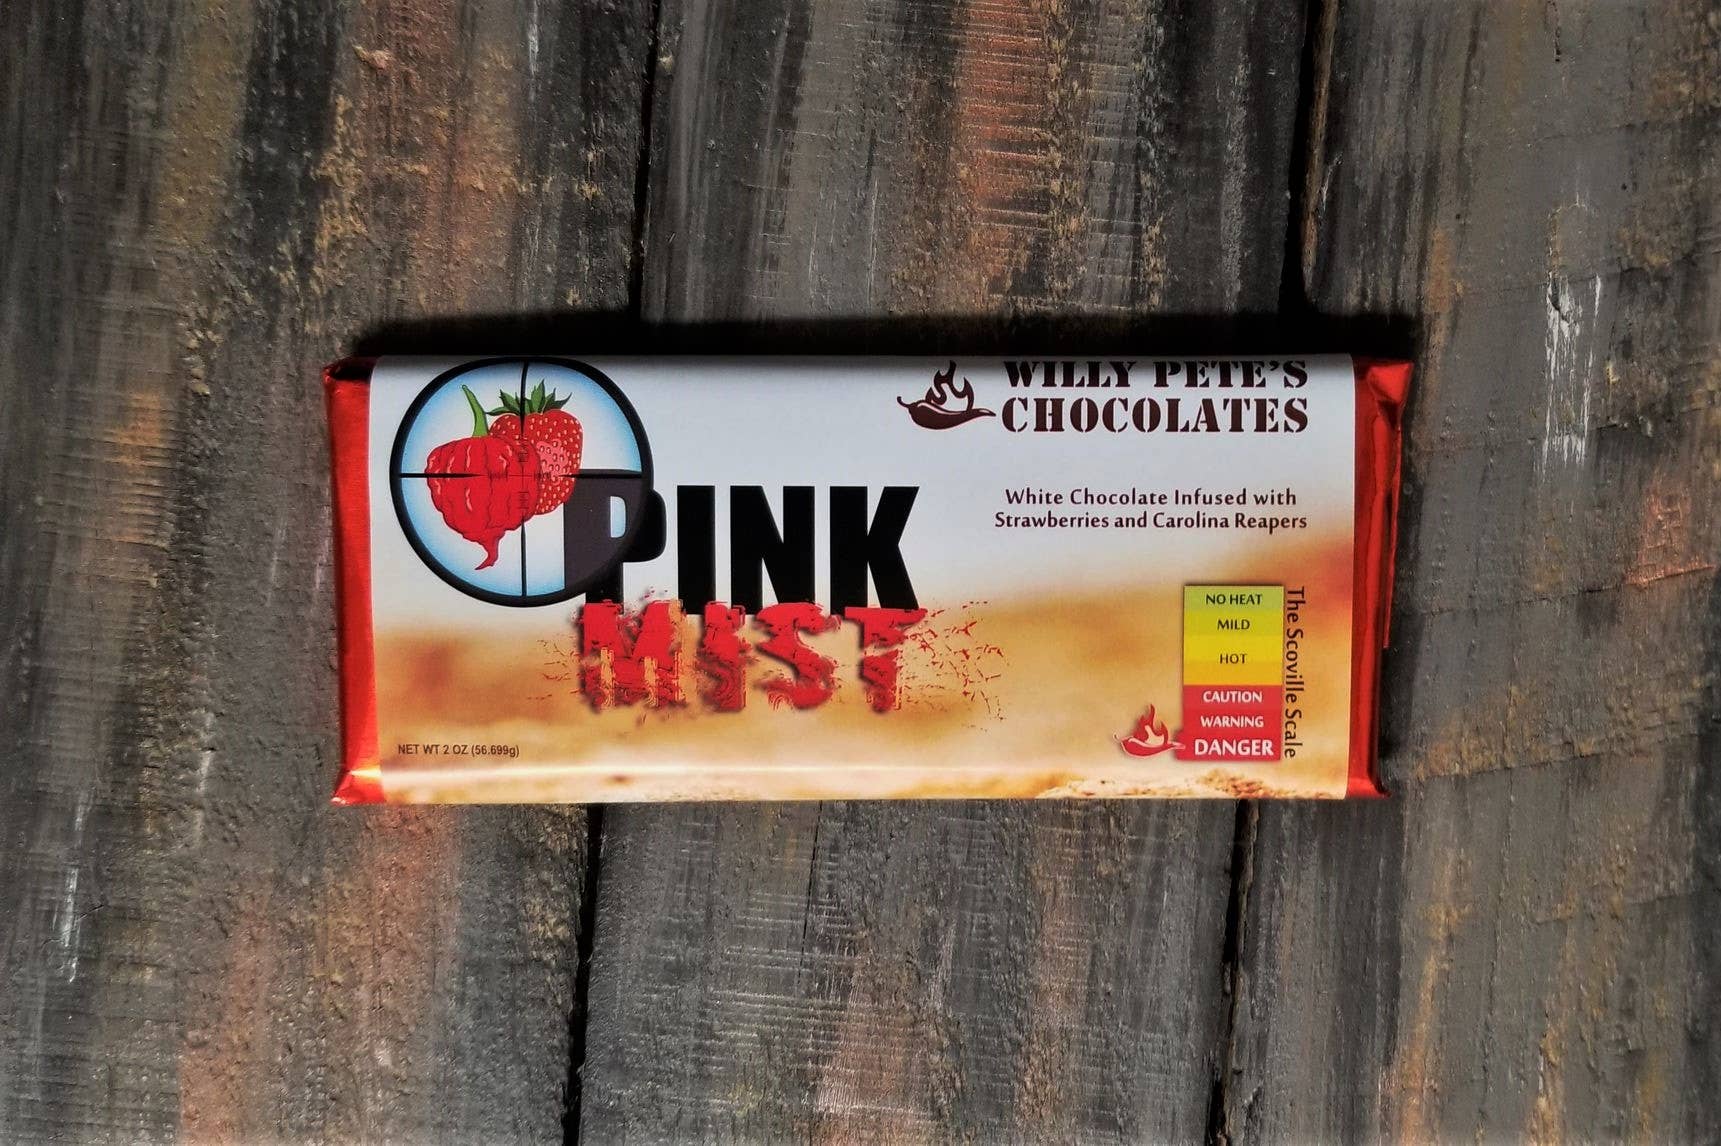 WILLY PETE'S
CHOCOLATES
PINK
MIST
White Chocolate Infused with
Strawberries and Carolina Reapers
NO HEAT
MILD
HOT
CAUTION
WARNING
DANGER
The Scoville Scale
NET WT 2 OZ (56.699g)